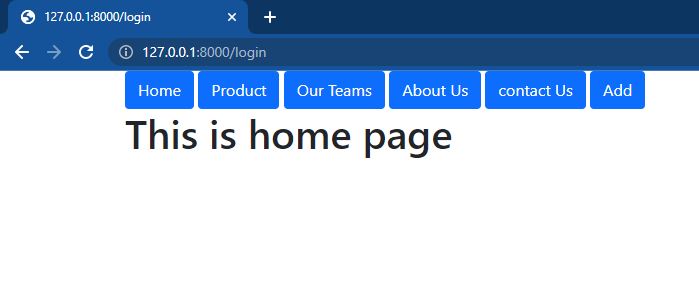 127.0.0.1:8000/login
127.0.0.1:8000/login
Home Product Our Teams About Us contact Us Add
This is home page